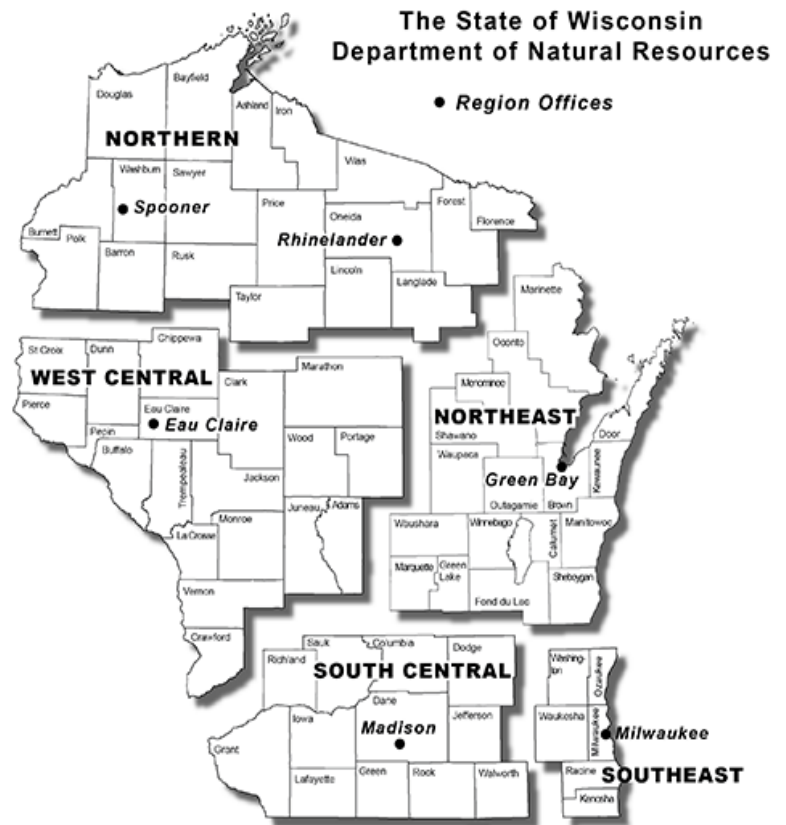 The State of Wisconsin
Department of Natural Resources
Region Offices
Bayfield
Douglas
Ashland
Iron
NORTHERN
Vilas
Washburn
Sawyer
Spooner
Price
Oneida
Forest
Florence
Burnett
Polk
Rhinelander
Barron
Rusk
Lincoln
Langlade
Taylor
Chippewa
St Croix
Dunn
WEST CENTRAL
Marathon
Clark
Pierce
Eau Claire
Eau Claire
Pepin
Wood
Portage
Buffalo
Trempealeau
Jackson
Juneau
Adams
Monroe
La Crosse
Vernon
Crawford
Marinette
Oconto
Menominee
NORTHEAST
Shawano
Door
Waupaca
Kewaunee
Green Bay
Outagamie
Brown
Waushara
Winnebago
Calumet
Manitowoc
Marquette
Green
Lake
Sheboygan
Fond du Lac
Sauk
Columbia
Dodge
Richland
SOUTH CENTRAL
Dane
Iowa
Jefferson
Madison
Grant
Lafayette
Green
Rock
Walworth
Washing-
ton
Ozaukee
Waukesha
Milwaukee
Milwaukee
Racine
SOUTHEAST
Kenosha